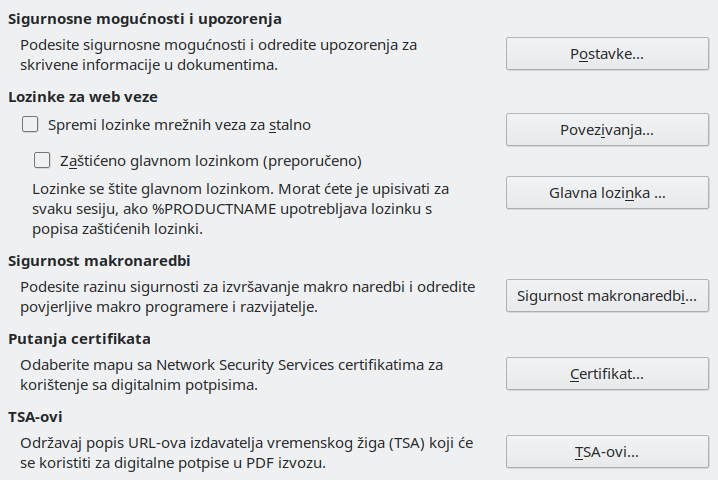 Sigurnosne mogućnosti i upozorenja
Podesite sigurnosne mogućnosti i odredite upozorenja za
skrivene informacije u dokumentima.
Postavke...
Lozinke za web veze
Spremi lozinke mrežnih veza za stalno
Povezivanja...
Zaštićeno glavnom lozinkom (preporučeno)
Lozinke se štite glavnom lozinkom. Morat ćete je upisivati za
svaku sesiju, ako %PRODUCTNAME upotrebljava lozinku s
popisa zaštićenih lozinki.
Glavna lozinka ...
Sigurnost makronaredbi
Podesite razinu sigurnosti za izvršavanje makro naredbi i odredite
povjerljive makro programere i razvijatelje.
Sigurnost makronaredbi...
Putanja certifikata
Odaberite mapu sa Network Security Services certifikatima za
korištenje sa digitalnim potpisima.
Certifikat...
TSA-ovi
Održavaj popis URL-ova izdavatelja vremenskog žiga (TSA) koji će
se koristiti za digitalne potpise u PDF izvozu.
TSA-ovi...